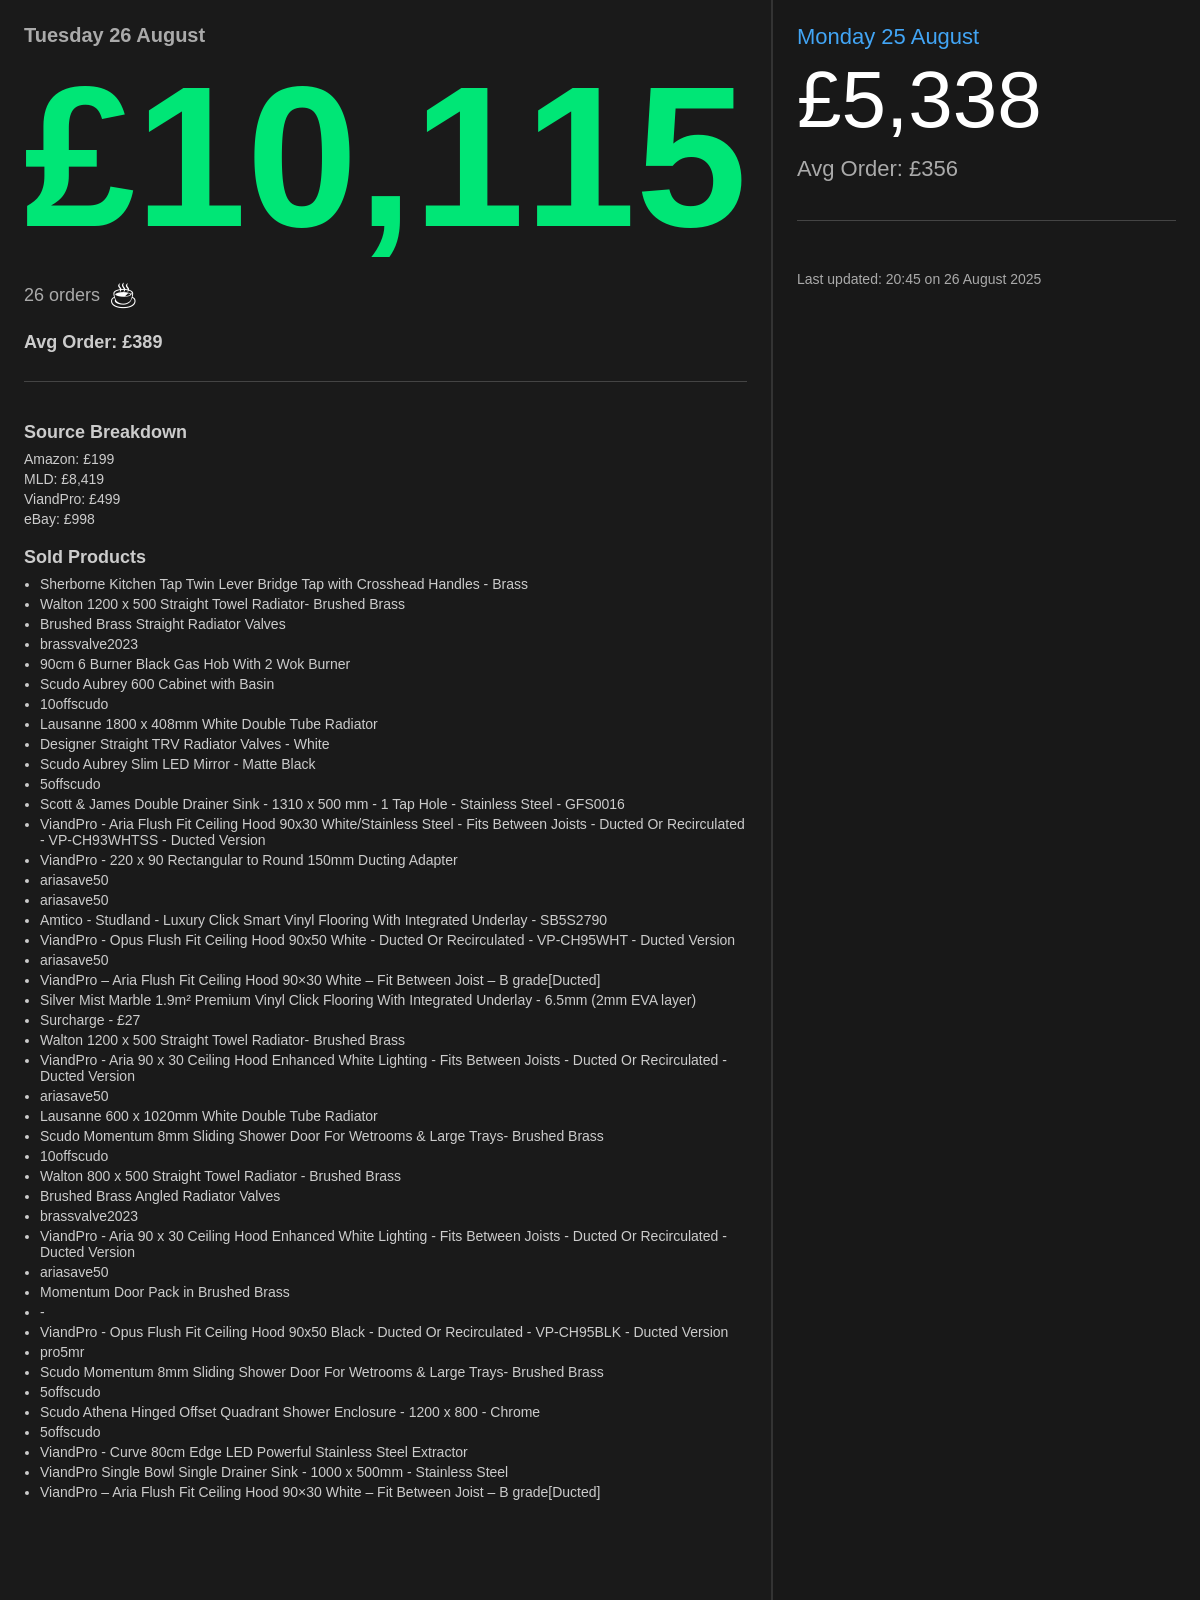 Tuesday 26 August
£10,115
26 orders ☕
Avg Order: £389
Source Breakdown
Amazon: £199
MLD: £8,419
ViandPro: £499
eBay: £998
Sold Products
• Sherborne Kitchen Tap Twin Lever Bridge Tap with Crosshead Handles - Brass
• Walton 1200 x 500 Straight Towel Radiator- Brushed Brass
• Brushed Brass Straight Radiator Valves
• brassvalve2023
• 90cm 6 Burner Black Gas Hob With 2 Wok Burner
• Scudo Aubrey 600 Cabinet with Basin
• 10offscudo
• Lausanne 1800 x 408mm White Double Tube Radiator
• Designer Straight TRV Radiator Valves - White
• Scudo Aubrey Slim LED Mirror - Matte Black
• 5offscudo
• Scott & James Double Drainer Sink - 1310 x 500 mm - 1 Tap Hole - Stainless Steel - GFS0016
• ViandPro - Aria Flush Fit Ceiling Hood 90x30 White/Stainless Steel - Fits Between Joists - Ducted Or Recirculated
- VP-CH93WHTSS - Ducted Version
• ViandPro - 220 x 90 Rectangular to Round 150mm Ducting Adapter
• ariasave50
• ariasave50
• Amtico - Studland - Luxury Click Smart Vinyl Flooring With Integrated Underlay - SB5S2790
• ViandPro - Opus Flush Fit Ceiling Hood 90x50 White - Ducted Or Recirculated - VP-CH95WHT - Ducted Version
• ariasave50
• ViandPro – Aria Flush Fit Ceiling Hood 90×30 White – Fit Between Joist – B grade[Ducted]
• Silver Mist Marble 1.9m² Premium Vinyl Click Flooring With Integrated Underlay - 6.5mm (2mm EVA layer)
• Surcharge - £27
• Walton 1200 x 500 Straight Towel Radiator- Brushed Brass
• ViandPro - Aria 90 x 30 Ceiling Hood Enhanced White Lighting - Fits Between Joists - Ducted Or Recirculated -
Ducted Version
• ariasave50
• Lausanne 600 x 1020mm White Double Tube Radiator
• Scudo Momentum 8mm Sliding Shower Door For Wetrooms & Large Trays- Brushed Brass
• 10offscudo
• Walton 800 x 500 Straight Towel Radiator - Brushed Brass
• Brushed Brass Angled Radiator Valves
• brassvalve2023
• ViandPro - Aria 90 x 30 Ceiling Hood Enhanced White Lighting - Fits Between Joists - Ducted Or Recirculated -
Ducted Version
• ariasave50
• Momentum Door Pack in Brushed Brass
• -
• ViandPro - Opus Flush Fit Ceiling Hood 90x50 Black - Ducted Or Recirculated - VP-CH95BLK - Ducted Version
• pro5mr
• Scudo Momentum 8mm Sliding Shower Door For Wetrooms & Large Trays- Brushed Brass
• 5offscudo
• Scudo Athena Hinged Offset Quadrant Shower Enclosure - 1200 x 800 - Chrome
• 5offscudo
• ViandPro - Curve 80cm Edge LED Powerful Stainless Steel Extractor
• ViandPro Single Bowl Single Drainer Sink - 1000 x 500mm - Stainless Steel
• ViandPro – Aria Flush Fit Ceiling Hood 90×30 White – Fit Between Joist – B grade[Ducted]
Monday 25 August
£5,338
Avg Order: £356
Last updated: 20:45 on 26 August 2025